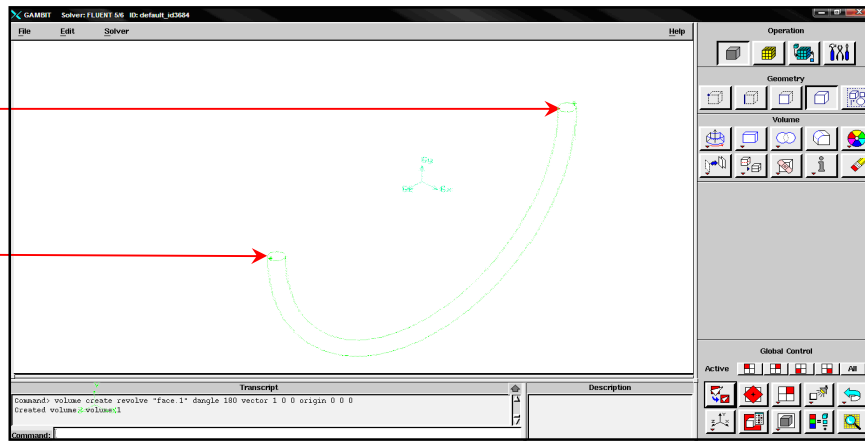 GAMBIT Solver: FLUENT 5/6 ID: default_id3684
File Edit Solver Help
Operation
Geometry
Volume
Global Control
Active All
Transcript
Description
Command> volume create revolve "face.1" dangle 180 vector 1 0 0 origin 0 0 0
Created volume: volume.1
Command: